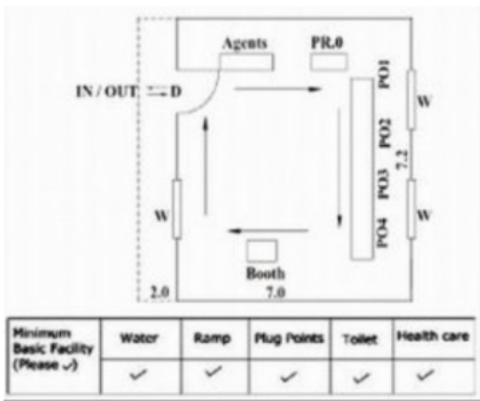 Agents PR.0
IN / OUT D
PO1
W
PO2
7.2
PO3
W
W
PO4
Booth
2.0 7.0
Minimum Basic Facility (Please ✓) Water Ramp Plug Points Toilet Health care
✓ ✓ ✓ ✓ ✓